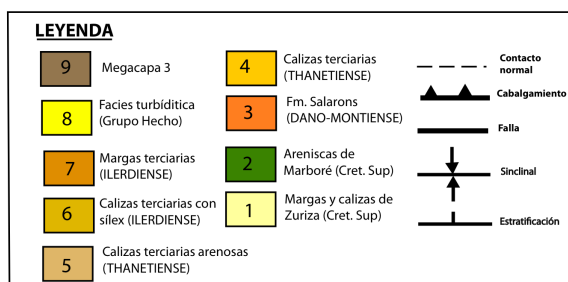 LEYENDA
9 Megacapa 3
8 Facies turbíditica
(Grupo Hecho)
7 Margas terciarias
(ILERDIENSE)
6 Calizas terciarias con
sílex (ILERDIENSE)
5 Calizas terciarias arenosas
(THANETIENSE)
4 Calizas terciarias
(THANETIENSE)
3 Fm. Salarons
(DANO-MONTIENSE)
2 Areniscas de
Marboré (Cret. Sup)
1 Margas y calizas de
Zuriza (Cret. Sup)
Contacto
normal
Cabalgamiento
Falla
Sinclinal
Estratificación